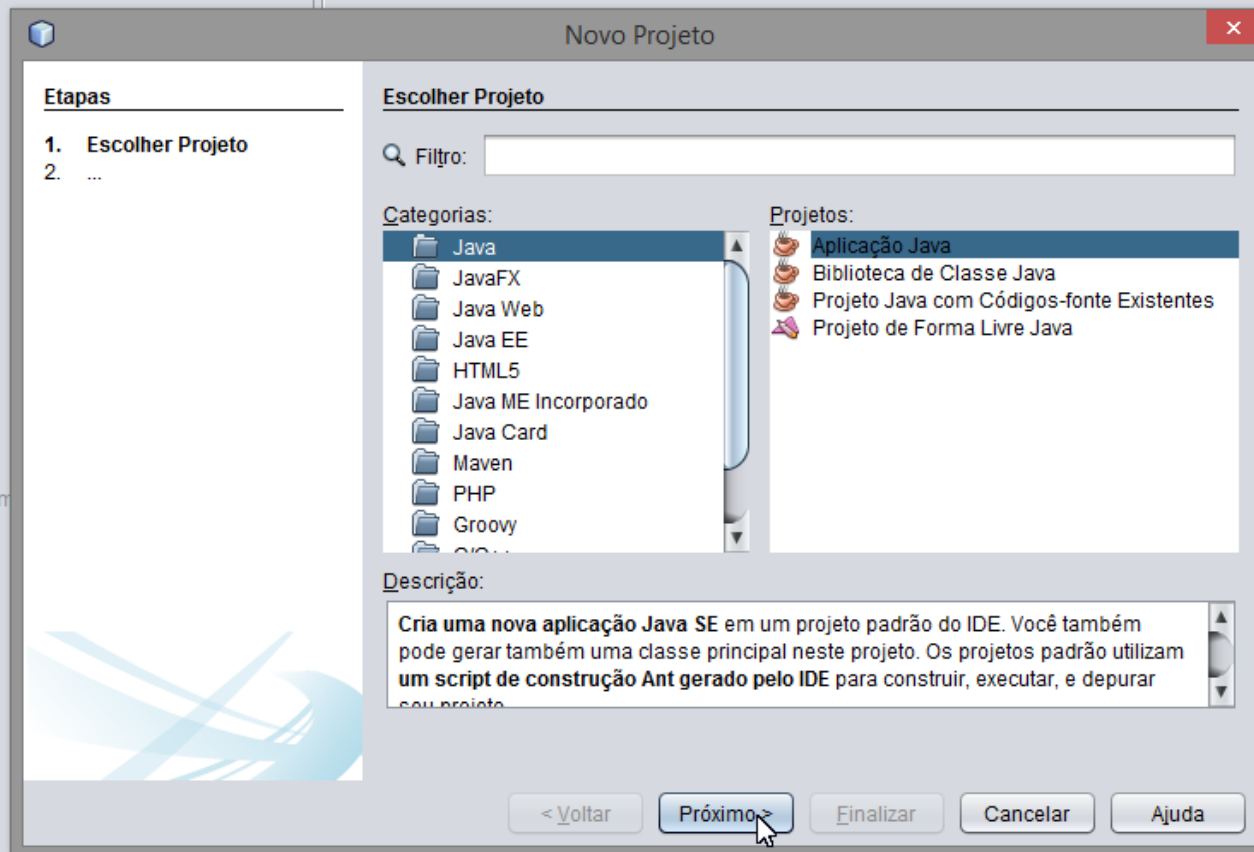 Novo Projeto
Etapas
1. Escolher Projeto
2. ...
Escolher Projeto
Filtro:
Categorias:
Java
JavaFX
Java Web
Java EE
HTML5
Java ME Incorporado
Java Card
Maven
PHP
Groovy
Projetos:
Aplicação Java
Biblioteca de Classe Java
Projeto Java com Códigos-fonte Existentes
Projeto de Forma Livre Java
Descrição:
Cria uma nova aplicação Java SE em um projeto padrão do IDE. Você também
pode gerar também uma classe principal neste projeto. Os projetos padrão utilizam
um script de construção Ant gerado pelo IDE para construir, executar, e depurar
seu projeto
< Voltar
Próximo >
Finalizar
Cancelar
Ajuda